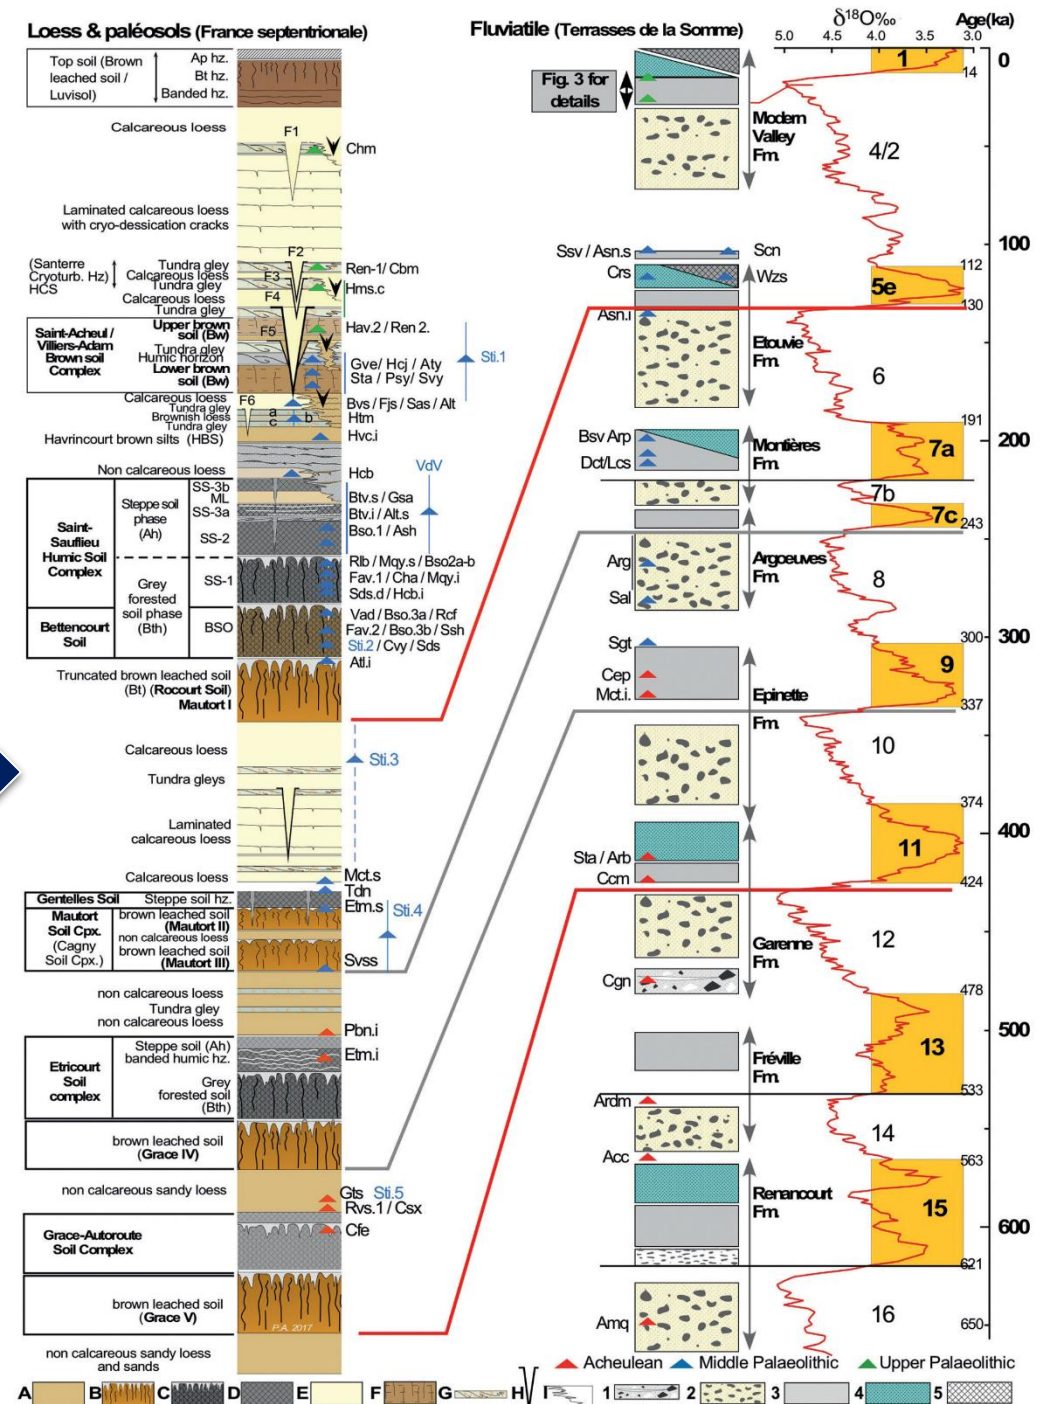 Loess & paléosols (France septentrionale)
Top soil (Brown
leached soil /
Luvisol)
Ap hz.
Bt hz.
Banded hz.
Calcareous loess
F1
Chm
Laminated calcareous loess
with cryo-dessication cracks
F2
(Santerre
Cryoturb. Hz)
HCS
Tundra gley
Calcareous loess
Tundra gley
Calcareous loess
Tundra gley
F3
F4
Ren-1/ Cbm
Hms.c
Saint-Acheul /
Villiers-Adam
Brown soil
Complex
Upper brown
soil (Bw)
Tundra gley
Humic horizon
Lower brown
soil (Bw)
F5
Hav.2 / Ren 2.
Sti.1
Gve/ Hcj / Aty
Sta / Psy/ Svy
Calcareous loess
Tundra gley
Brownish loess
Tundra gley
F6
a
b
c
Bvs / Fjs / Sas / Alt
Htm
Havrincourt brown silts (HBS)
Hvc.i
Non calcareous loess
Hcb
VdV
Saint-
Sauflieu
Humic Soil
Complex
Steppe soil
phase
(Ah)
SS-3b
ML
SS-3a
SS-2
Btv.s / Gsa
Btv.i / Alt.s
Bso.1 / Ash
Grey
forested
soil phase
(Bth)
SS-1
Rlb / Mqy.s / Bso2a-b
Fav.1 / Cha / Mqy.i
Sds.d / Hcb.i
Bettencourt
Soil
BSO
Vad / Bso.3a / Rcf
Fav.2 / Bso.3b / Ssh
Sti.2 / Cvy / Sds
Atl.i
Truncated brown leached soil
(Bt) (Rocourt Soil)
Mautort I
Calcareous loess
Sti.3
Tundra gleys
Laminated
calcareous loess
Calcareous loess
Mct.s
Tdn
Gentelles Soil
Steppe soil hz.
Etm.s
Sti.4
Mautort
Soil Cpx.
(Cagny
Soil Cpx.)
brown leached soil
(Mautort II)
non calcareous loess
brown leached soil
(Mautort III)
Svss
non calcareous loess
Tundra gley
non calcareous loess
Pbn.i
Etricourt
Soil
complex
Steppe soil (Ah)
banded humic hz.
Etm.i
Grey
forested soil
(Bth)
brown leached soil
(Grace IV)
non calcareous sandy loess
Gts Sti.5
Rvs.1 / Csx
Grace-Autoroute
Soil Complex
Cfe
brown leached soil
(Grace V)
P.A. 2017
non calcareous sandy loess
and sands
Fluviatile (Terrasses de la Somme)
Fig. 3 for
details
Modern
Valley
Fm.
Ssv / Asn.s
Scn
Crs
Wzs
Asn.i
Etouvie
Fm.
Bsv Arp
Dct/Lcs
Montières
Fm.
Arg
Sal
Argoeuves
Fm.
Sgt
Cep
Mct.i.
Epinette
Fm.
Sta / Arb
Ccm
Garenne
Fm.
Cgn
Fréville
Fm.
Ardm
Acc
Renancourt
Fm.
Amq
δ18O‰
Age(ka)
5.0 4.5 4.0 3.5 3.0
1
0
14
4/2
100
112
5e
130
6
191
200
7a
7b
7c
243
8
300
300
9
337
10
374
400
11
424
12
478
500
13
533
14
563
15
600
621
16
650
Acheulean
Middle Palaeolithic
Upper Palaeolithic
A B C D E F G H I 1 2 3 4 5